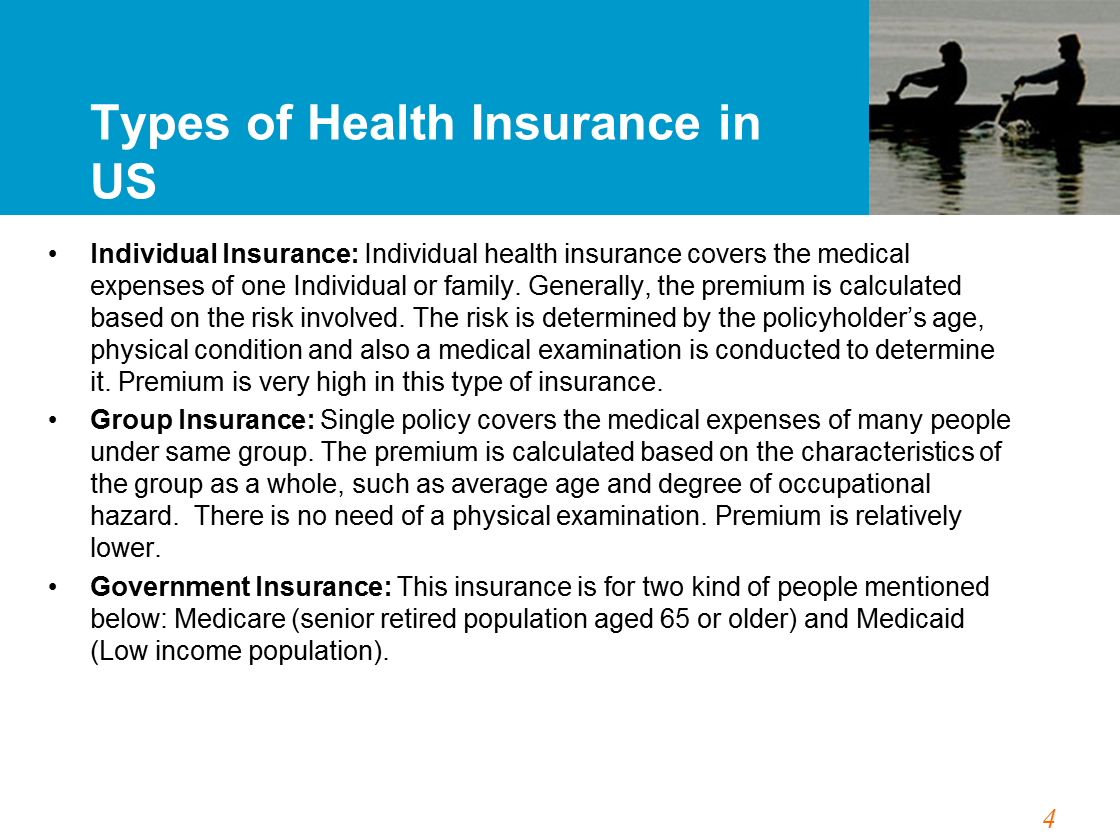 Types of Health Insurance in
US
• Individual Insurance: Individual health insurance covers the medical
expenses of one Individual or family. Generally, the premium is calculated
based on the risk involved. The risk is determined by the policyholder’s age,
physical condition and also a medical examination is conducted to determine
it. Premium is very high in this type of insurance.
• Group Insurance: Single policy covers the medical expenses of many people
under same group. The premium is calculated based on the characteristics of
the group as a whole, such as average age and degree of occupational
hazard.  There is no need of a physical examination. Premium is relatively
lower.
• Government Insurance: This insurance is for two kind of people mentioned
below: Medicare (senior retired population aged 65 or older) and Medicaid
(Low income population).
4